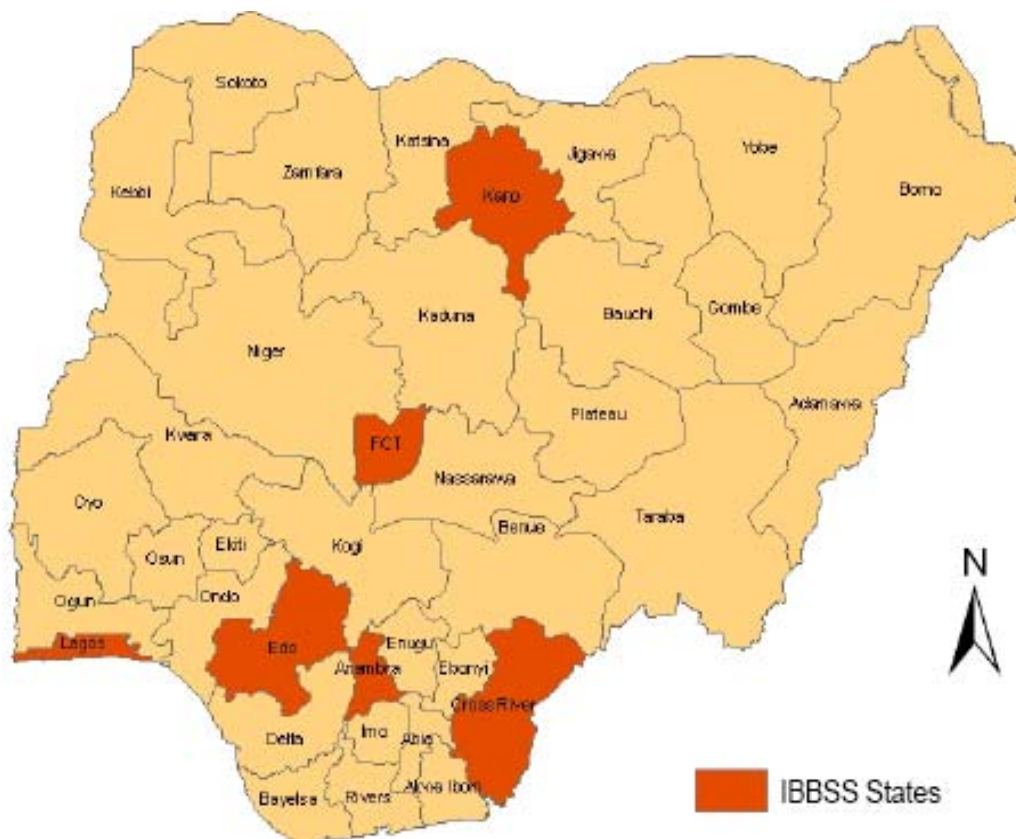 Sokoto
Katsina
Jigawa
Yobe
Borno
Zamfara
Kebbi
Kano
Kaduna
Bauchi
Gombe
Niger
Adamawa
Plateau
FCT
Kwara
Nassarawa
Oyo
Taraba
Benue
Kogi
Ekiti
Osun
N
Ondo
Ogun
Lagos
Edo
Enugu
Anambra
Ebonyi
Cross River
Delta
Imo
Abia
Akwa Ibom
Bayelsa
Rivers
IBBSS States